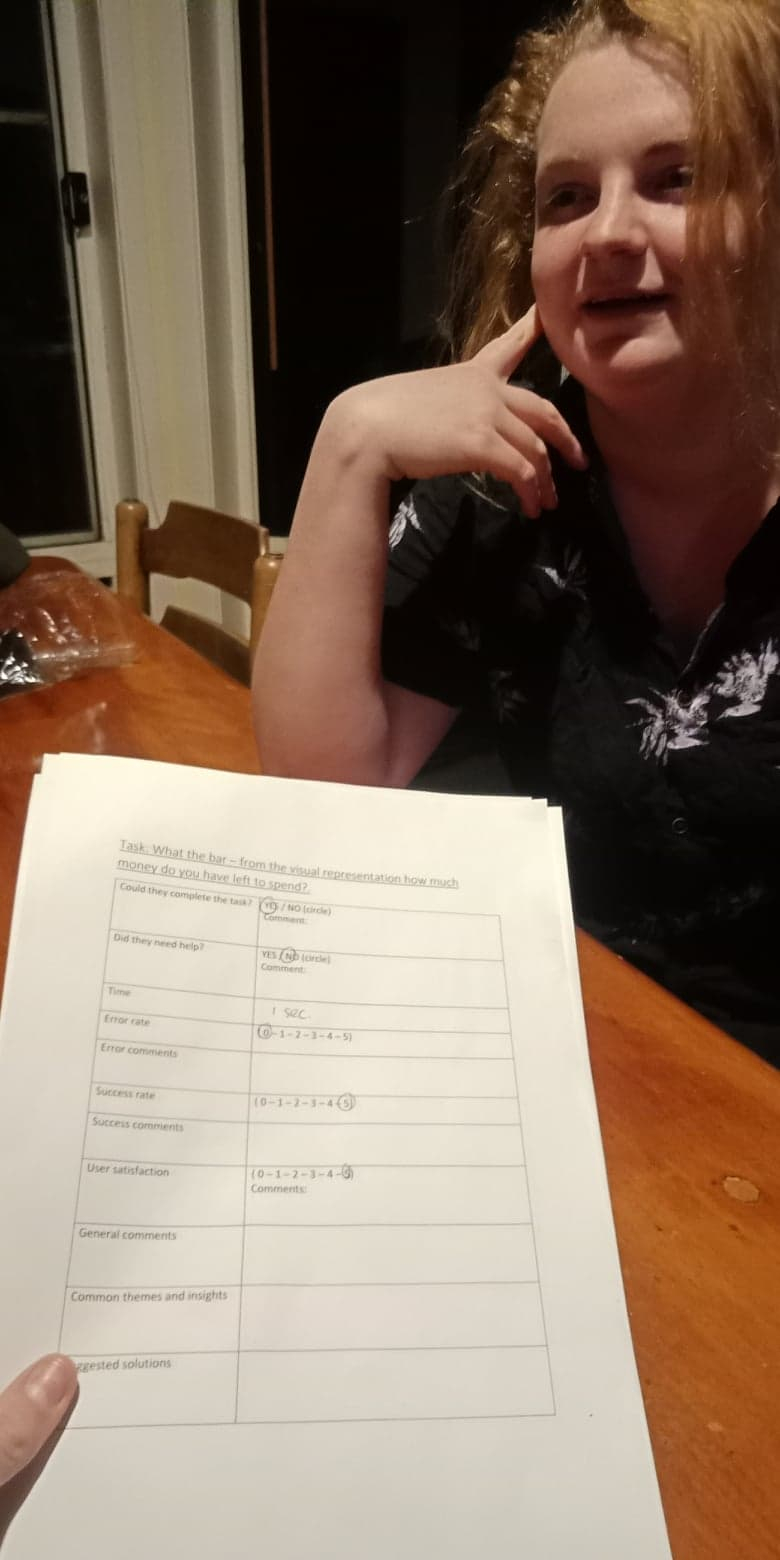 Task: What the bar – from the visual representation how much
money do you have left to spend?
Could they complete the task? YES / NO (circle)
Comment:
Did they need help? YES / NO (circle)
Comment:
Time 1 sec.
Error rate (0–1–2–3–4–5)
Error comments
Success rate (0–1–2–3–4–5)
Success comments
User satisfaction (0–1–2–3–4–5)
Comments:
General comments
Common themes and insights
ggested solutions